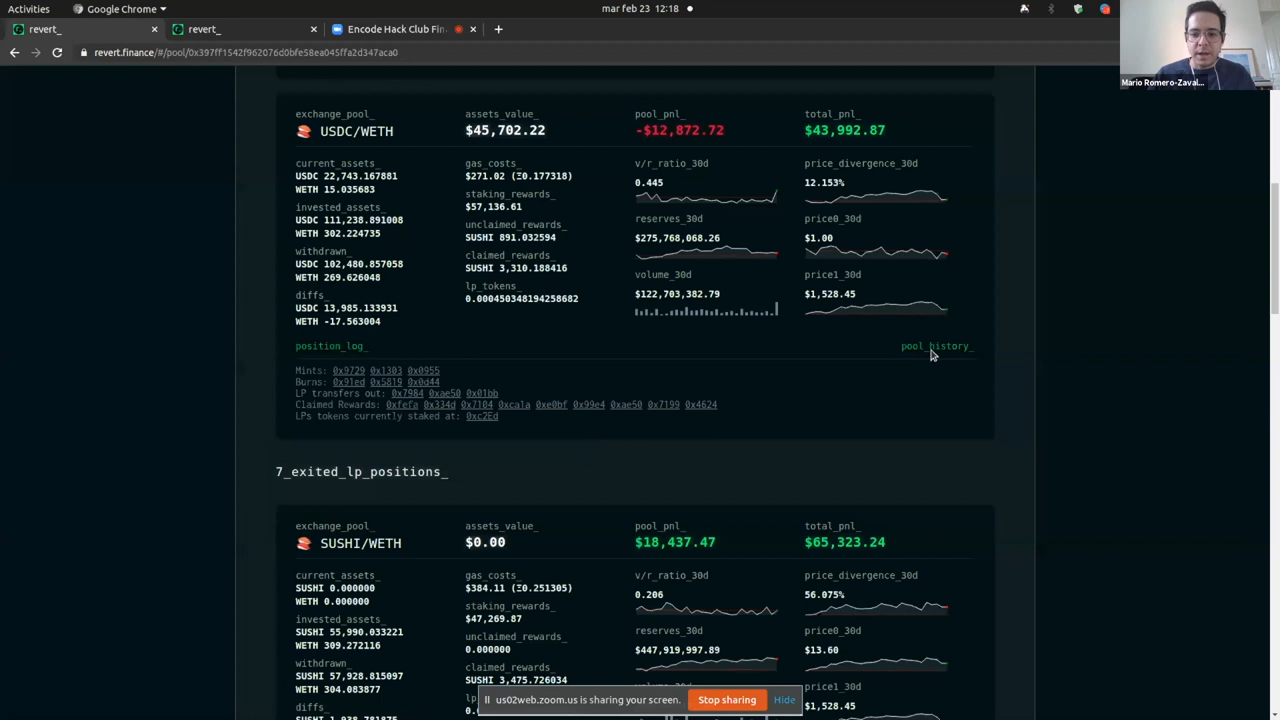 Activities
Google Chrome
mar feb 23 12:18
revert_
revert_
Encode Hack Club Fin
revert.finance/#/pool/0x397ff1542f962076d0bfe58ea045ffa2d347aca0
Mario Romero-Zaval...
exchange_pool_
USDC/WETH
assets_value_
$45,702.22
pool_pnl_
-$12,872.72
total_pnl_
$43,992.87
current_assets_
USDC 22,743.167881
WETH 15.035683
invested_assets_
USDC 111,238.891008
WETH 302.224735
withdrawn_
USDC 102,480.857058
WETH 269.626048
diffs_
USDC 13,985.133931
WETH -17.563004
gas_costs_
$271.02 (Ξ0.177318)
staking_rewards_
$57,136.61
unclaimed_rewards_
SUSHI 891.032594
claimed_rewards_
SUSHI 3,310.188416
lp_tokens_
0.000450348194258682
v/r_ratio_30d
0.445
reserves_30d
$275,768,068.26
volume_30d
$122,703,382.79
price_divergence_30d
12.153%
price0_30d
$1.00
price1_30d
$1,528.45
position_log_
pool_history_
Mints: 0x9729 0x1303 0x0955
Burns: 0x91ed 0x5819 0x0d44
LP transfers out: 0x7984 0xae50 0x01bb
Claimed Rewards: 0xfefa 0x334d 0x7104 0xca1a 0xe0bf 0x99e4 0xae50 0x7199 0x4624
LPs tokens currently staked at: 0xc2Ed
7_exited_lp_positions_
exchange_pool_
SUSHI/WETH
assets_value_
$0.00
pool_pnl_
$18,437.47
total_pnl_
$65,323.24
current_assets_
SUSHI 0.000000
WETH 0.000000
invested_assets_
SUSHI 55,990.033221
WETH 309.272116
withdrawn_
SUSHI 57,928.815097
WETH 304.083877
diffs_
gas_costs_
$384.11 (Ξ0.251305)
staking_rewards_
$47,269.87
unclaimed_rewards_
0.000000
claimed_rewards_
SUSHI 3,475.726034
v/r_ratio_30d
0.206
reserves_30d
$447,919,997.89
price_divergence_30d
56.075%
price0_30d
$13.60
price1_30d
$1,528.45
us02web.zoom.us is sharing your screen.
Stop sharing
Hide